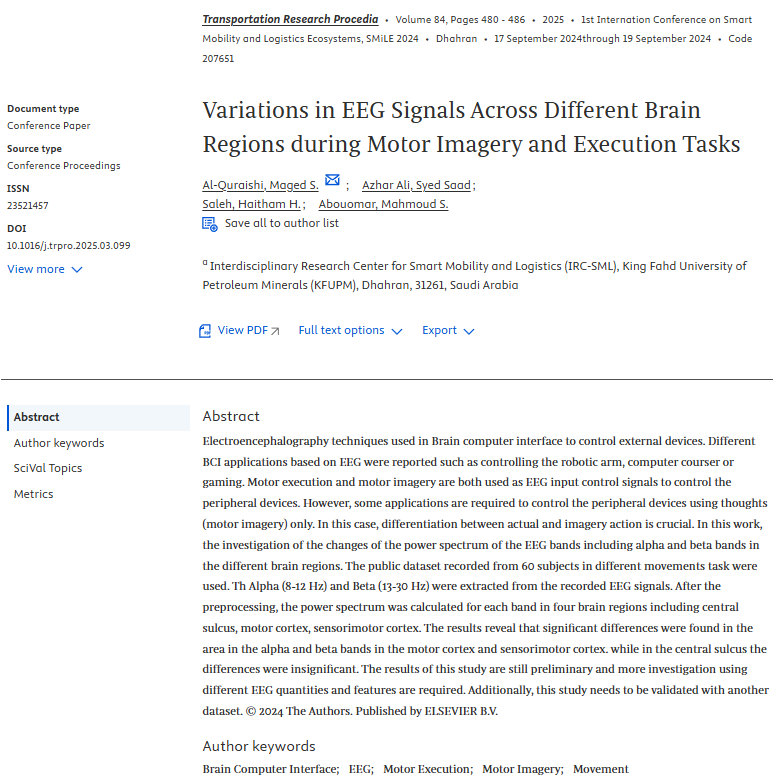 Transportation Research Procedia • Volume 84, Pages 480 - 486 • 2025 • 1st Internation Conference on Smart
Mobility and Logistics Ecosystems, SMiLE 2024 • Dhahran • 17 September 2024through 19 September 2024 • Code
207651
Document type
Conference Paper
Source type
Conference Proceedings
ISSN
23521457
DOI
10.1016/j.trpro.2025.03.099
View more
Variations in EEG Signals Across Different Brain
Regions during Motor Imagery and Execution Tasks
Al-Quraishi, Maged S. ; Azhar Ali, Syed Saad;
Saleh, Haitham H.; Abouomar, Mahmoud S.
Save all to author list
a Interdisciplinary Research Center for Smart Mobility and Logistics (IRC-SML), King Fahd University of
Petroleum Minerals (KFUPM), Dhahran, 31261, Saudi Arabia
View PDF Full text options Export
Abstract
Author keywords
SciVal Topics
Metrics
Abstract
Electroencephalography techniques used in Brain computer interface to control external devices. Different
BCI applications based on EEG were reported such as controlling the robotic arm, computer courser or
gaming. Motor execution and motor imagery are both used as EEG input control signals to control the
peripheral devices. However, some applications are required to control the peripheral devices using thoughts
(motor imagery) only. In this case, differentiation between actual and imagery action is crucial. In this work,
the investigation of the changes of the power spectrum of the EEG bands including alpha and beta bands in
the different brain regions. The public dataset recorded from 60 subjects in different movements task were
used. Th Alpha (8-12 Hz) and Beta (13-30 Hz) were extracted from the recorded EEG signals. After the
preprocessing, the power spectrum was calculated for each band in four brain regions including central
sulcus, motor cortex, sensorimotor cortex. The results reveal that significant differences were found in the
area in the alpha and beta bands in the motor cortex and sensorimotor cortex. while in the central sulcus the
differences were insignificant. The results of this study are still preliminary and more investigation using
different EEG quantities and features are required. Additionally, this study needs to be validated with another
dataset. © 2024 The Authors. Published by ELSEVIER B.V.
Author keywords
Brain Computer Interface; EEG; Motor Execution; Motor Imagery; Movement